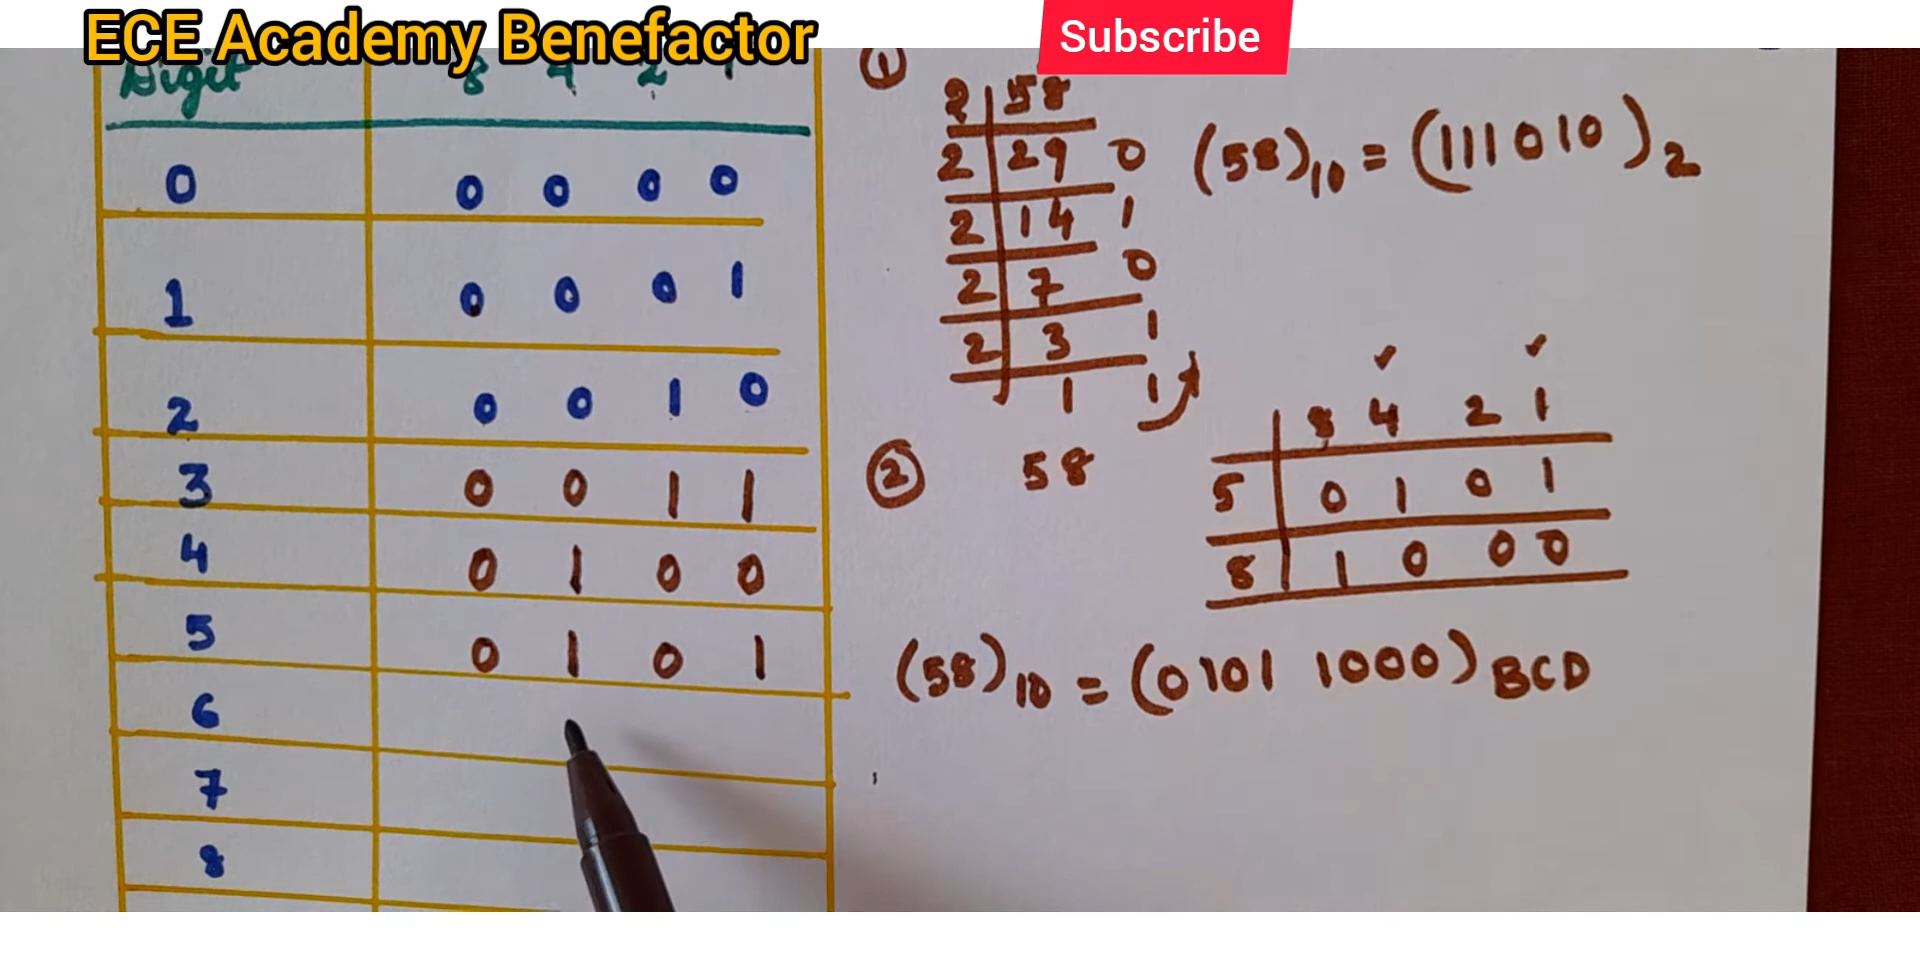 ECE Academy Benefactor
Subscribe
Digit 8 4 2 1
0 0 0 0 0
1 0 0 0 1
2 0 0 1 0
3 0 0 1 1
4 0 1 0 0
5 0 1 0 1
6
7
8
1
2 58
2 29 0
2 14 1
2 7 0
2 3 1
1 1
(58)10 = (111010)2
2 58
8 4 2 1
5 0 1 0 1
8 1 0 0 0
(58)10 = (0101 1000)BCD